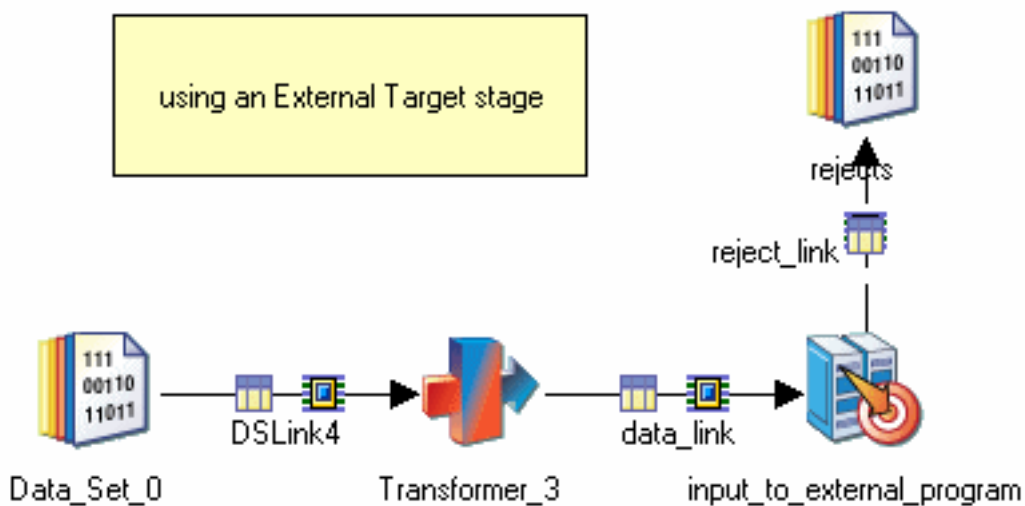 using an External Target stage
111
00110
11011
rejects
reject_link
111
00110
11011
DSLink4
data_link
Data_Set_0
Transformer_3
input_to_external_program